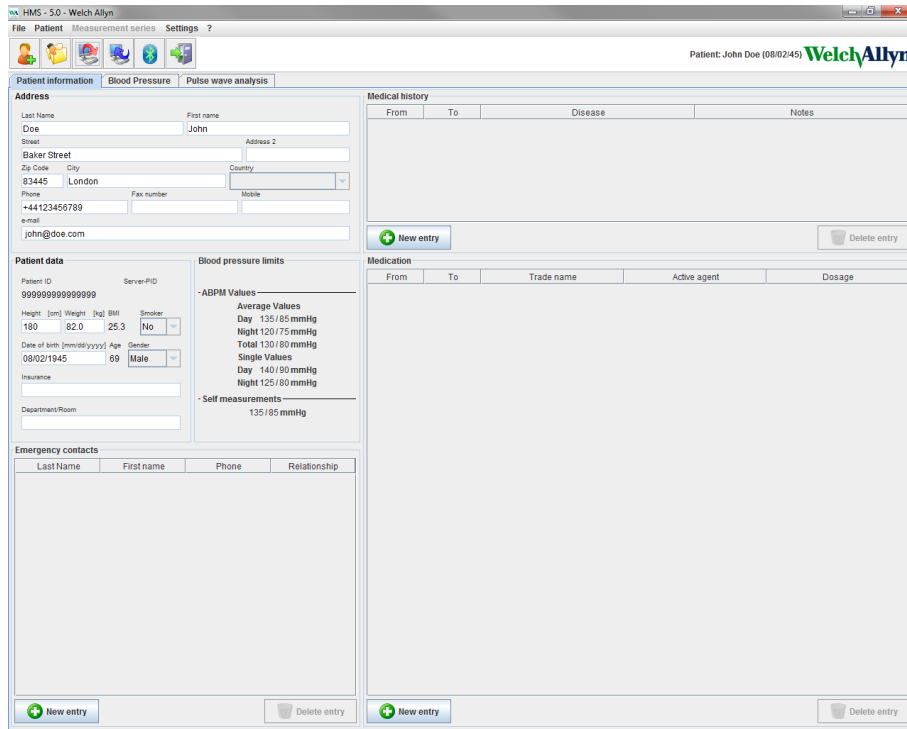 HMS - 5.0 - Welch Allyn
File Patient Measurement series Settings ?
Patient: John Doe (08/02/45) WelchAllyn
Patient information Blood Pressure Pulse wave analysis
Address
Last Name First name
Doe John
Street Address 2
Baker Street
Zip Code City Country
83445 London
Phone Fax number Mobile
+44123456789
e-mail
john@doe.com
Medical history
From To Disease Notes
New entry Delete entry
Patient data
Patient ID Server-PID
999999999999999
Height [cm] Weight [kg] BMI Smoker
180 82.0 25.3 No
Date of birth [mm/dd/yyyy] Age Gender
08/02/1945 69 Male
Insurance
Department/Room
Blood pressure limits
- ABPM Values
Average Values
Day 135/85 mmHg
Night 120/75 mmHg
Total 130/80 mmHg
Single Values
Day 140/90 mmHg
Night 125/80 mmHg
- Self measurements
135/85 mmHg
Medication
From To Trade name Active agent Dosage
Emergency contacts
Last Name First name Phone Relationship
New entry Delete entry
New entry Delete entry